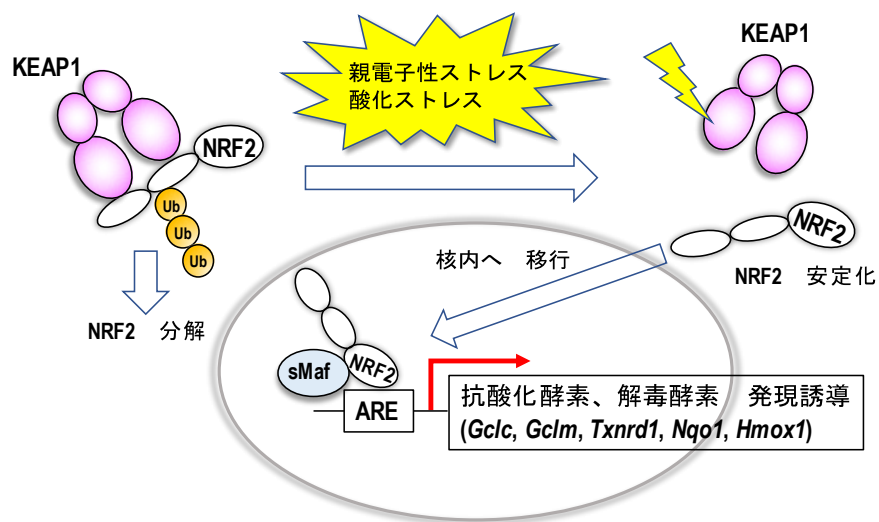 KEAP1
NRF2
Ub
Ub
Ub
NRF2 分解
親電子性ストレス
酸化ストレス
KEAP1
NRF2
NRF2 安定化
核内へ 移行
sMaf
NRF2
ARE
抗酸化酵素、解毒酵素 発現誘導
(Gclc, Gclm, Txnrd1, Nqo1, Hmox1)